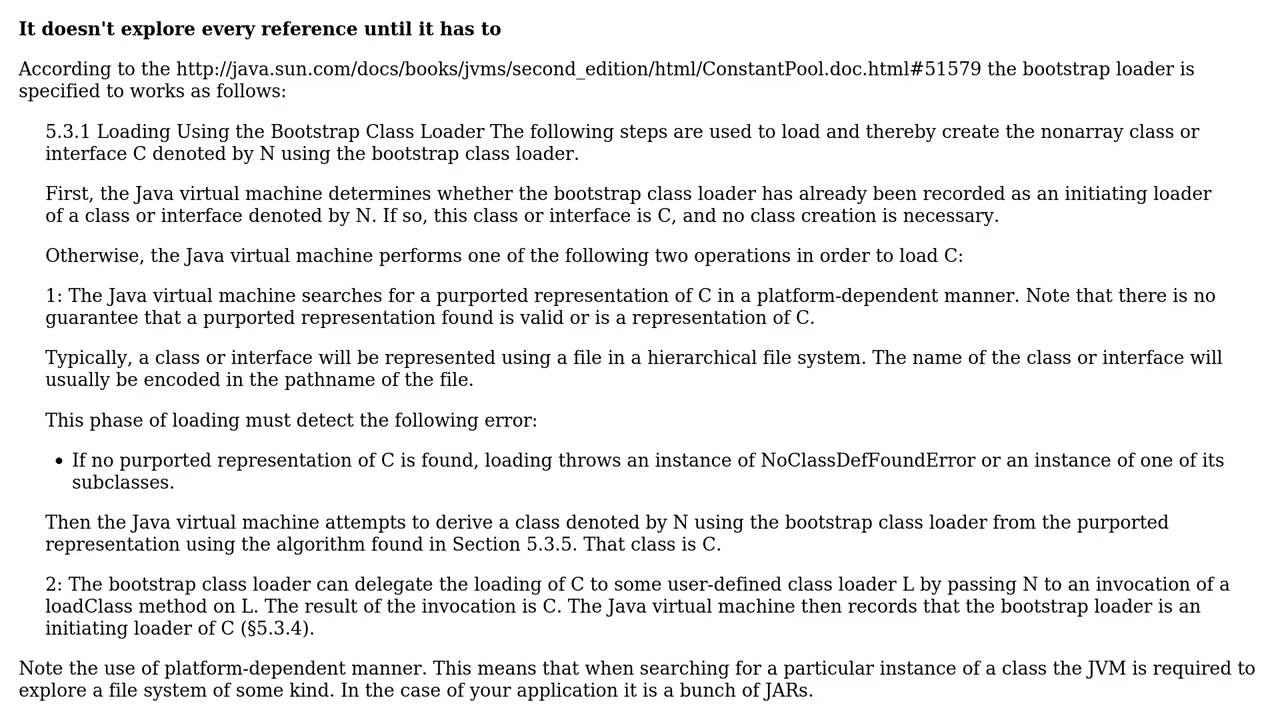 It doesn't explore every reference until it has to
According to the http://java.sun.com/docs/books/jvms/second_edition/html/ConstantPool.doc.html#51579 the bootstrap loader is
specified to works as follows:
5.3.1 Loading Using the Bootstrap Class Loader The following steps are used to load and thereby create the nonarray class or
interface C denoted by N using the bootstrap class loader.
First, the Java virtual machine determines whether the bootstrap class loader has already been recorded as an initiating loader
of a class or interface denoted by N. If so, this class or interface is C, and no class creation is necessary.
Otherwise, the Java virtual machine performs one of the following two operations in order to load C:
1: The Java virtual machine searches for a purported representation of C in a platform-dependent manner. Note that there is no
guarantee that a purported representation found is valid or is a representation of C.
Typically, a class or interface will be represented using a file in a hierarchical file system. The name of the class or interface will
usually be encoded in the pathname of the file.
This phase of loading must detect the following error:
• If no purported representation of C is found, loading throws an instance of NoClassDefFoundError or an instance of one of its
subclasses.
Then the Java virtual machine attempts to derive a class denoted by N using the bootstrap class loader from the purported
representation using the algorithm found in Section 5.3.5. That class is C.
2: The bootstrap class loader can delegate the loading of C to some user-defined class loader L by passing N to an invocation of a
loadClass method on L. The result of the invocation is C. The Java virtual machine then records that the bootstrap loader is an
initiating loader of C (§5.3.4).
Note the use of platform-dependent manner. This means that when searching for a particular instance of a class the JVM is required to
explore a file system of some kind. In the case of your application it is a bunch of JARs.